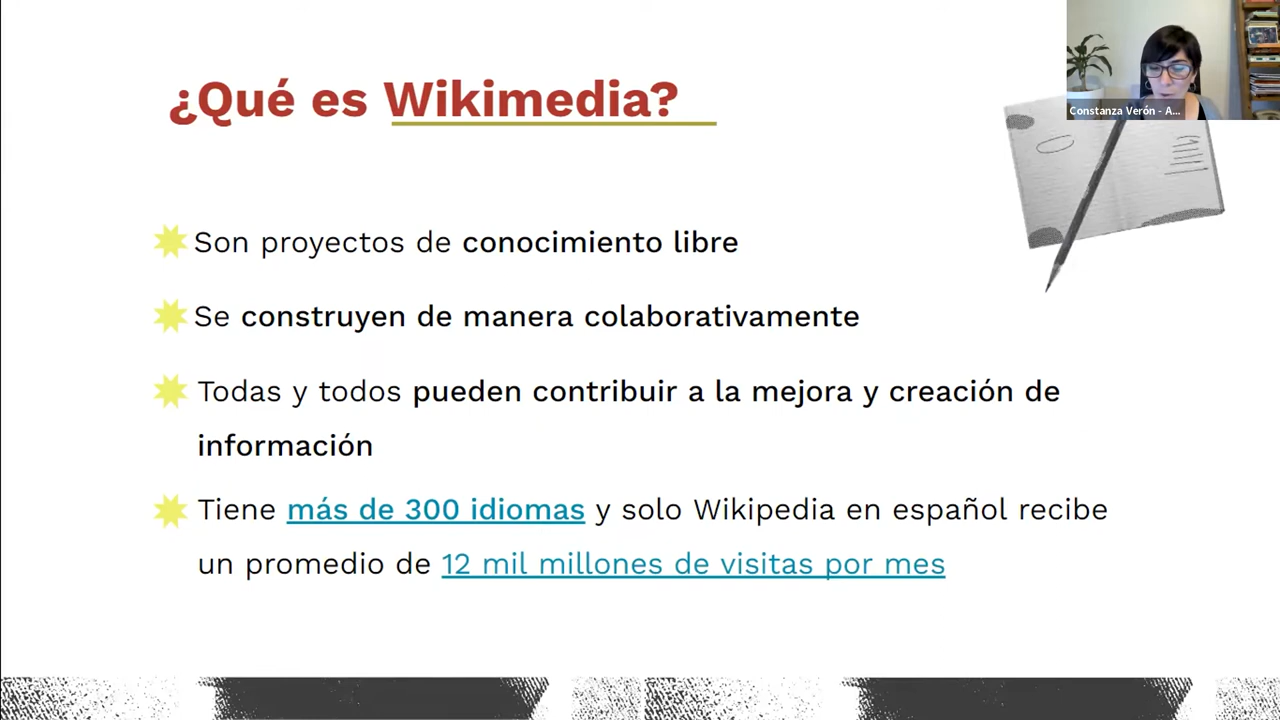 ¿Qué es Wikimedia?
Constanza Verón - A...
Son proyectos de conocimiento libre
Se construyen de manera colaborativamente
Todas y todos pueden contribuir a la mejora y creación de
información
Tiene más de 300 idiomas y solo Wikipedia en español recibe
un promedio de 12 mil millones de visitas por mes